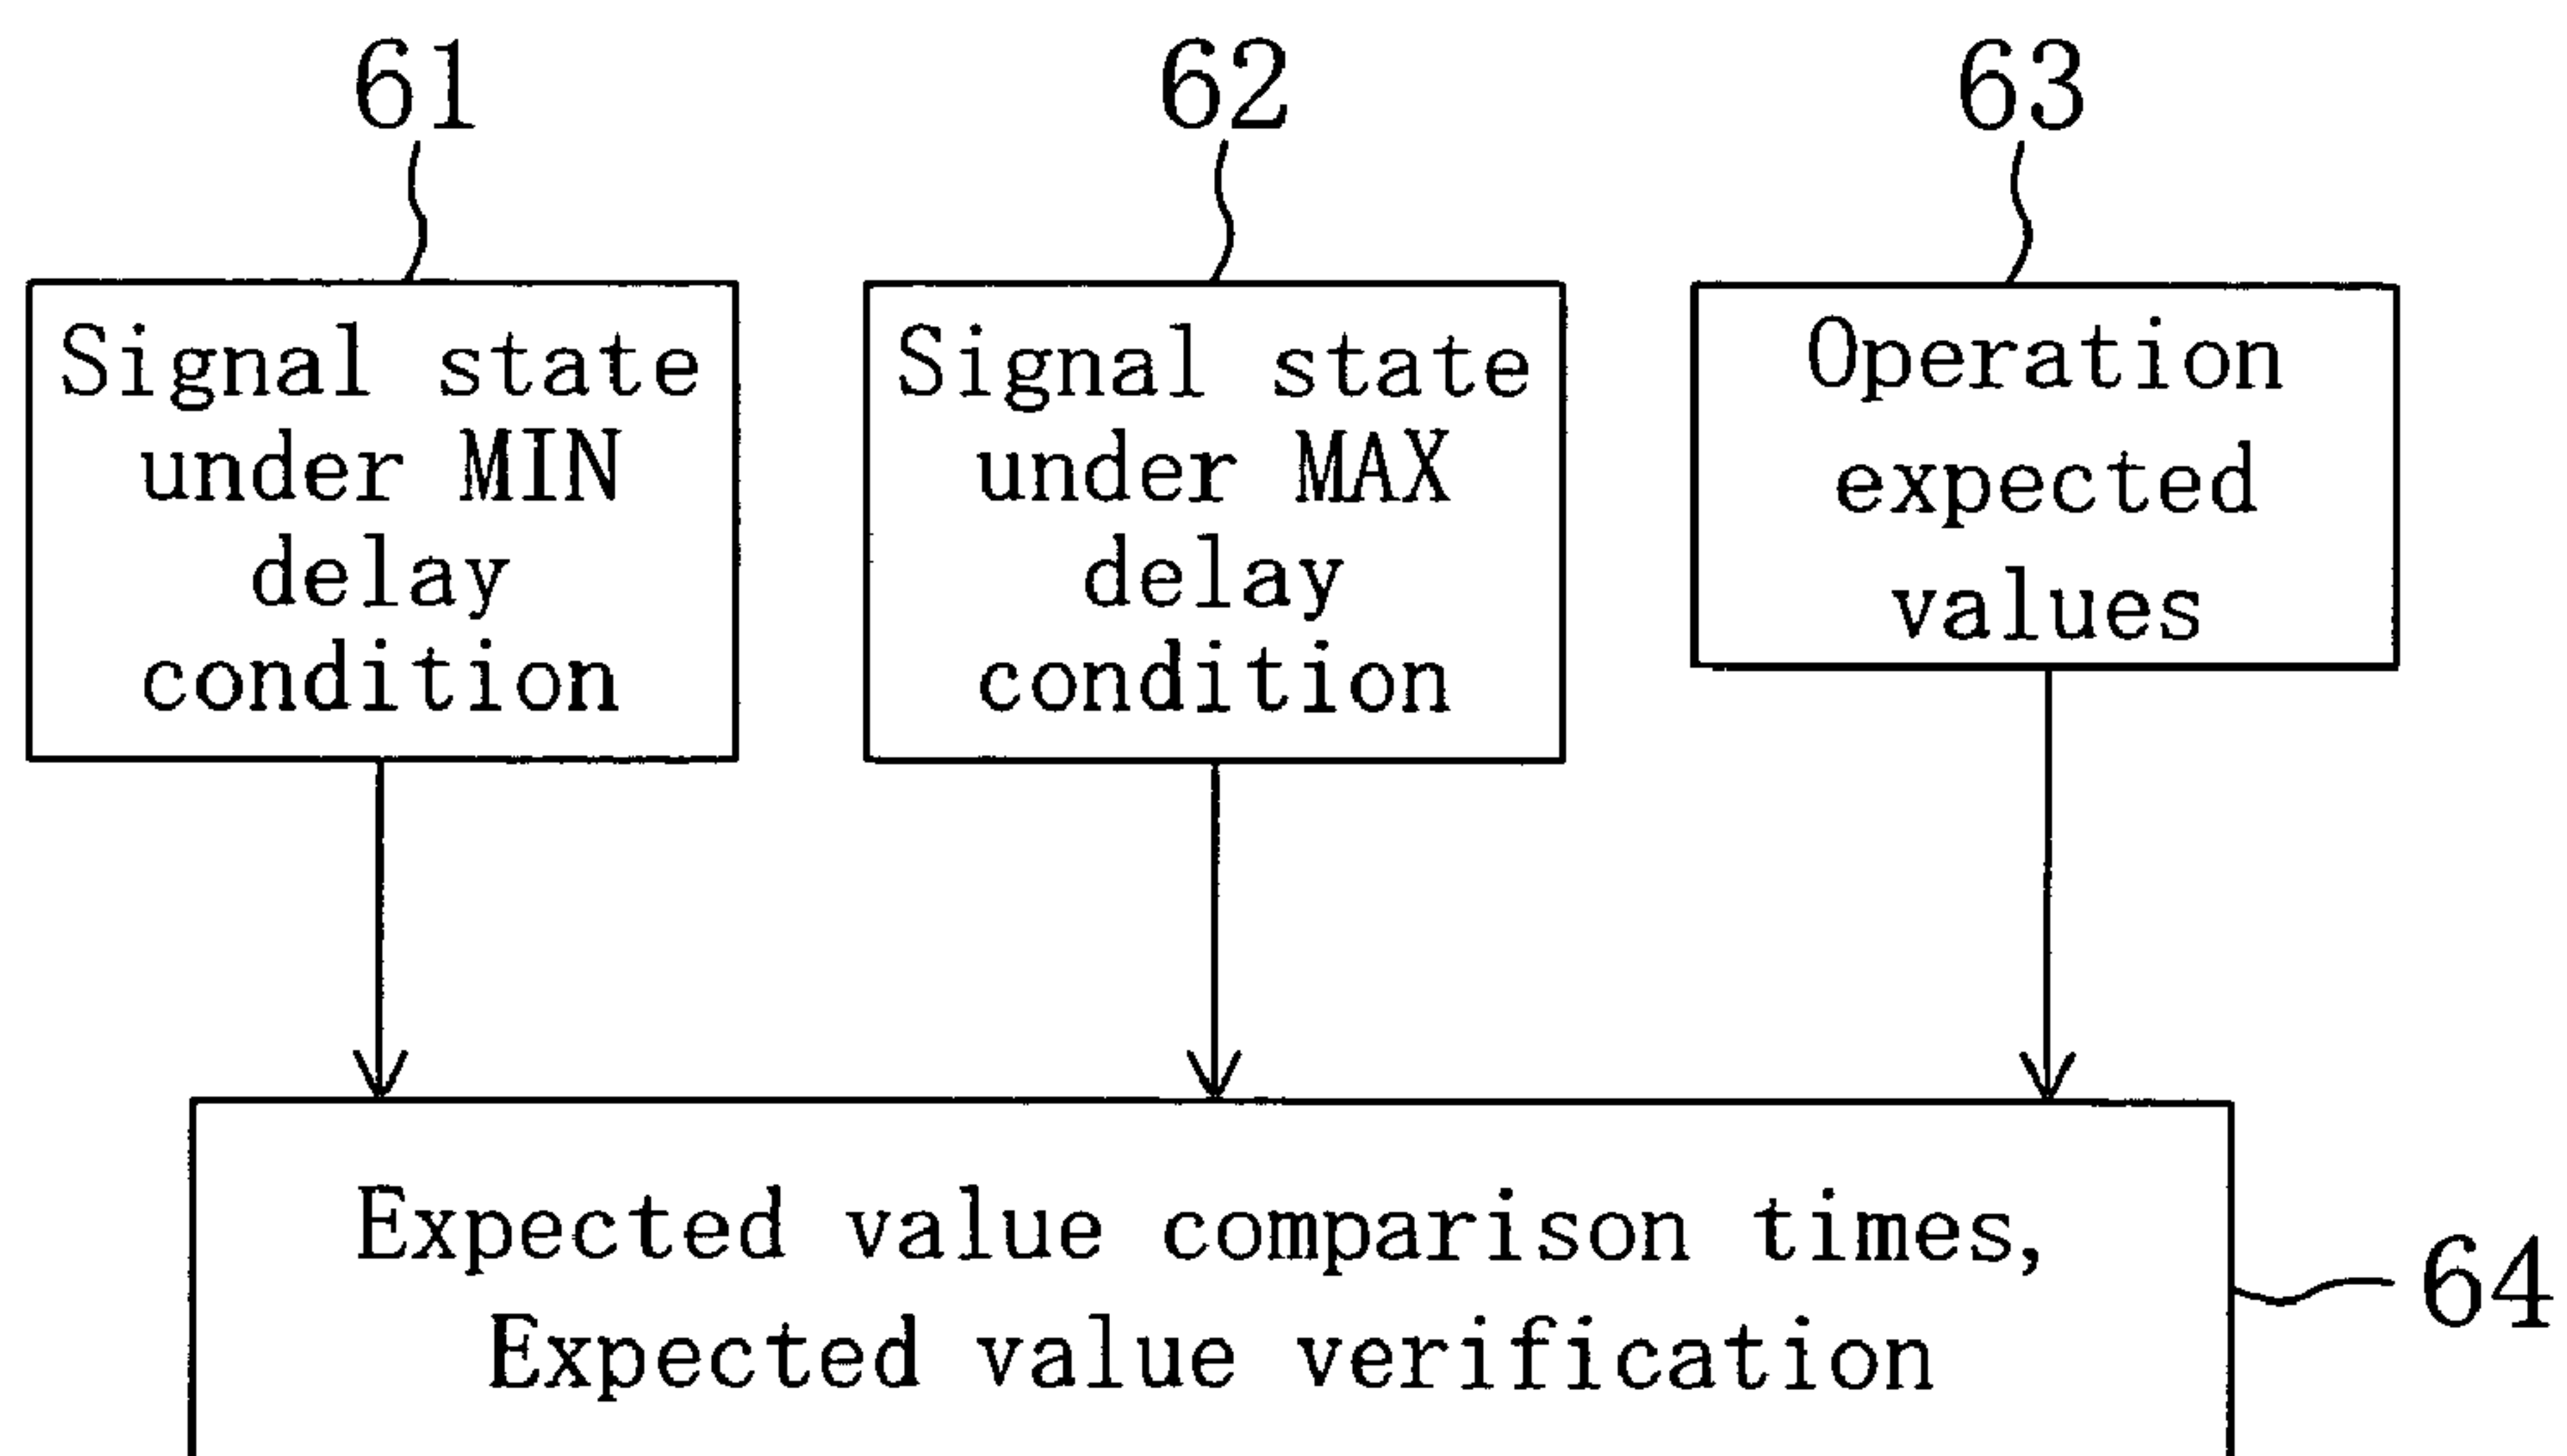 61
62
63
Signal state
under MIN
delay
condition
Signal state
under MAX
delay
condition
Operation
expected
values
Expected value comparison times,
Expected value verification
64